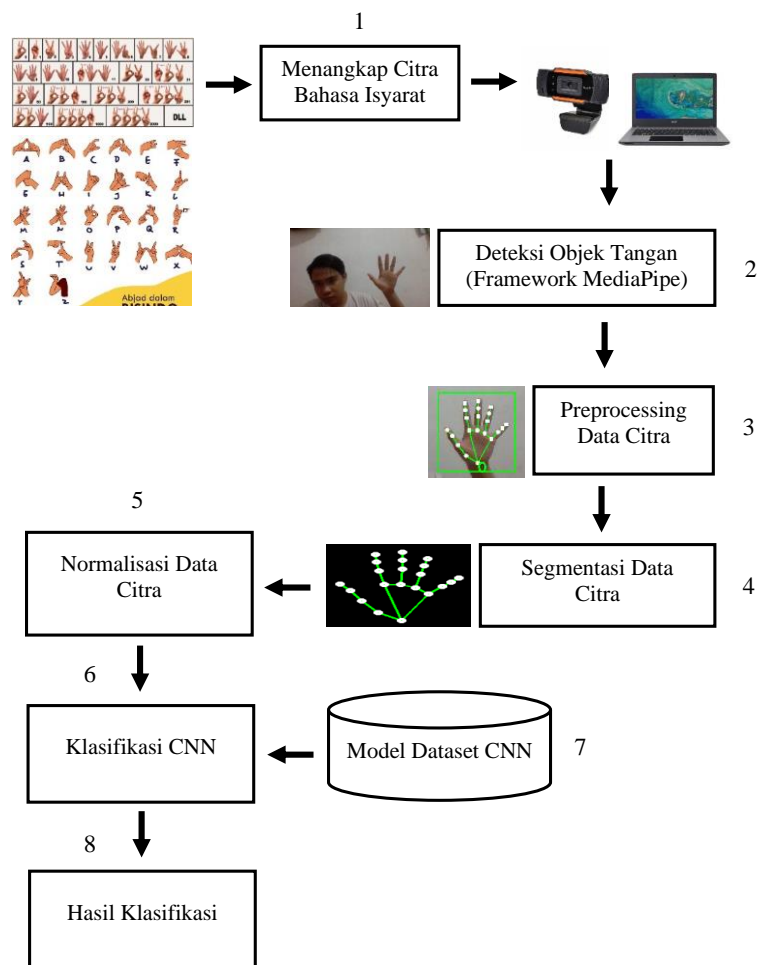 1
Menangkap Citra
Bahasa Isyarat
DLL
A B C D E F
G H I J K L
M N O P Q R
S T U V W X
Y Z
Abjad dalam
BISINDO
Deteksi Objek Tangan
(Framework MediaPipe)
2
Preprocessing
Data Citra
3
Segmentasi Data
Citra
4
5
Normalisasi Data
Citra
6
Klasifikasi CNN
Model Dataset CNN
7
8
Hasil Klasifikasi